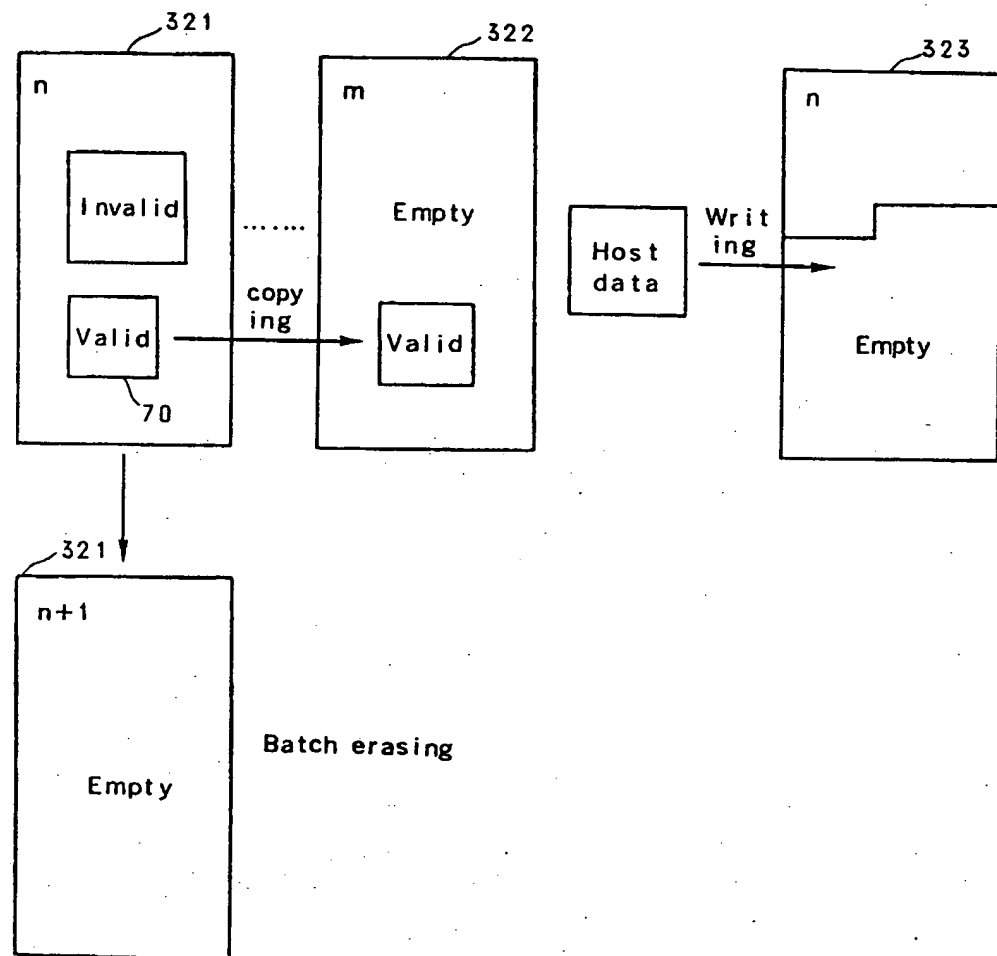 321
n
Invalid
Valid
70
.......
copy
ing
322
m
Empty
Valid
Host
data
Writ
ing
323
n
Empty
321
n+1
Empty
Batch erasing